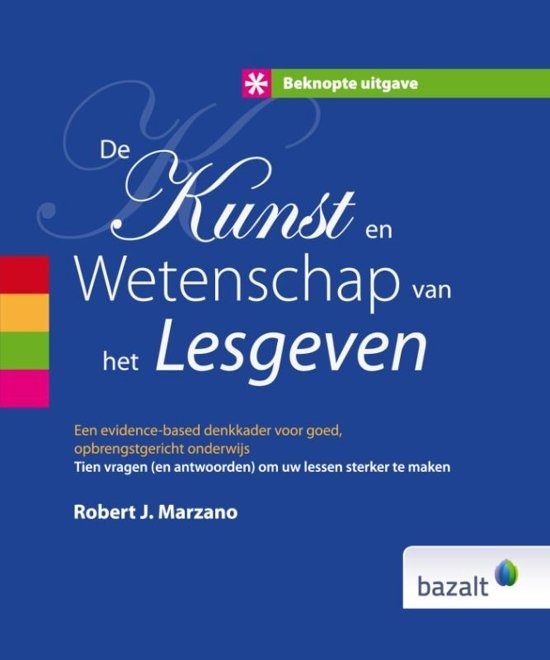 Beknopte uitgave
De
Kunst en
Wetenschap van
het Lesgeven
Een evidence-based denkkader voor goed,
opbrengstgericht onderwijs
Tien vragen (en antwoorden) om uw lessen sterker te maken
Robert J. Marzano
bazalt